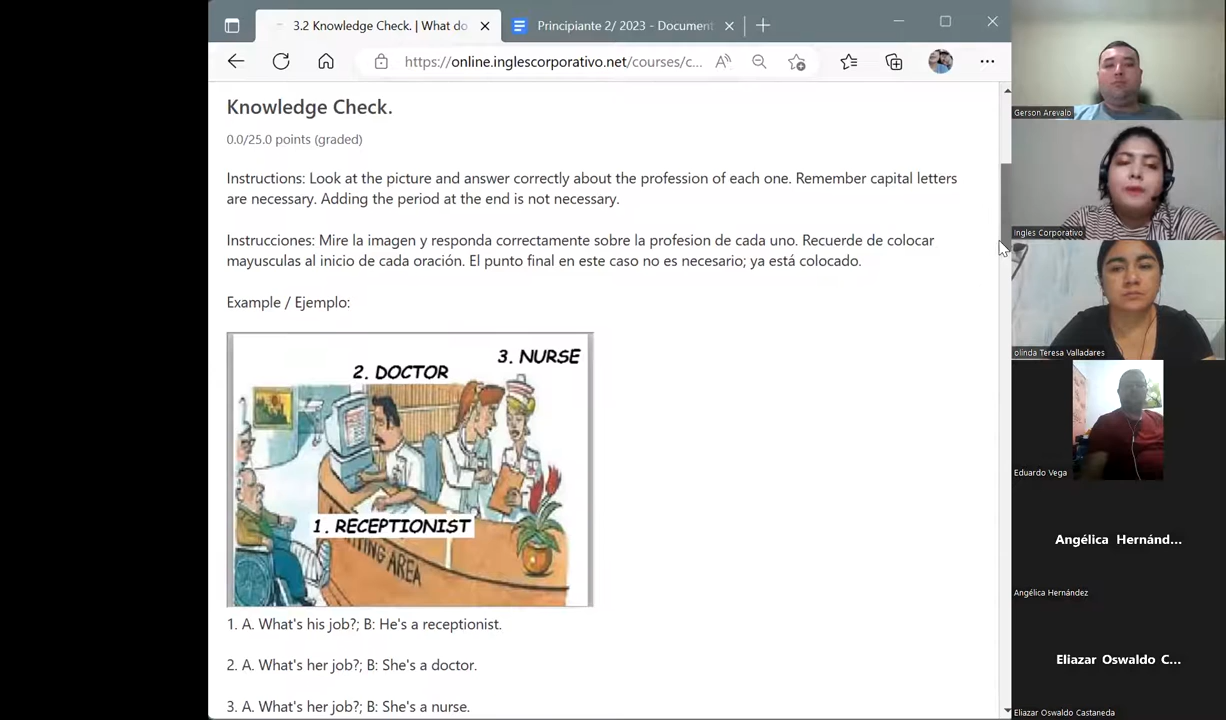 3.2 Knowledge Check. | What do
Principiante 2/ 2023 - Document
https://online.inglescorporativo.net/courses/c...
Knowledge Check.
0.0/25.0 points (graded)
Instructions: Look at the picture and answer correctly about the profession of each one. Remember capital letters
are necessary. Adding the period at the end is not necessary.
Instrucciones: Mire la imagen y responda correctamente sobre la profesion de cada uno. Recuerde de colocar
mayusculas al inicio de cada oración. El punto final en este caso no es necesario; ya está colocado.
Example / Ejemplo:
3. NURSE
2. DOCTOR
1. RECEPTIONIST
WAITING AREA
1. A. What's his job?; B: He's a receptionist.
2. A. What's her job?; B: She's a doctor.
3. A. What's her job?; B: She's a nurse.
Gerson Arevalo
Ingles Corporativo
olinda Teresa Valladares
Eduardo Vega
Angélica Hernánd...
Angélica Hernández
Eliazar Oswaldo C...
Eliazar Oswaldo Castaneda